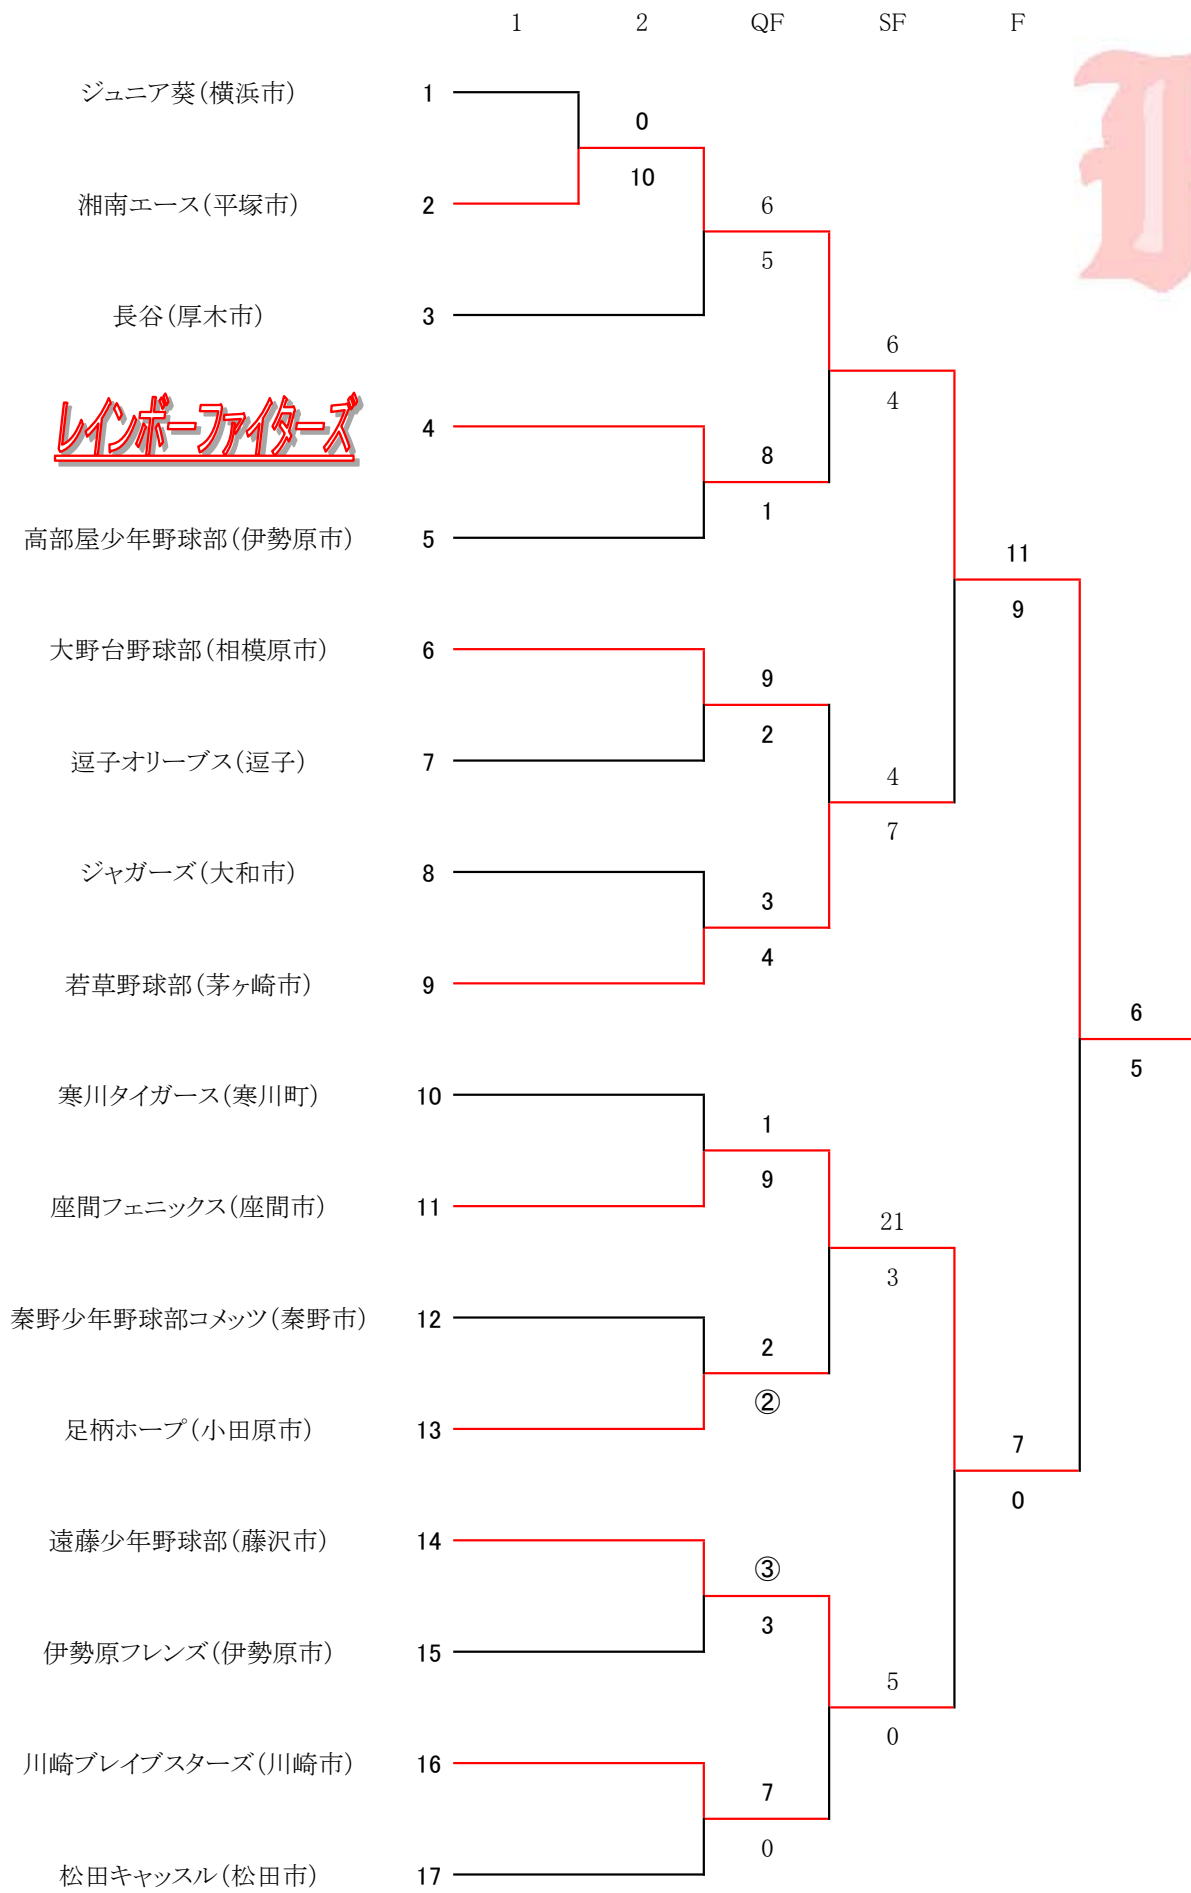 1 2 QF SF F
ジュニア葵(横浜市) 1
0
10
湘南エース(平塚市) 2
6
5
長谷(厚木市) 3
6
4
レインボーファイターズ 4
8
1
高部屋少年野球部(伊勢原市) 5
11
9
大野台野球部(相模原市) 6
9
2
逗子オリーブス(逗子) 7
4
7
ジャガーズ(大和市) 8
3
4
若草野球部(茅ヶ崎市) 9
6
5
寒川タイガース(寒川町) 10
1
9
座間フェニックス(座間市) 11
21
3
秦野少年野球部コメッツ(秦野市) 12
2
②
足柄ホープ(小田原市) 13
7
0
遠藤少年野球部(藤沢市) 14
③
3
伊勢原フレンズ(伊勢原市) 15
5
0
川崎ブレイブスターズ(川崎市) 16
7
0
松田キャッスル(松田市) 17